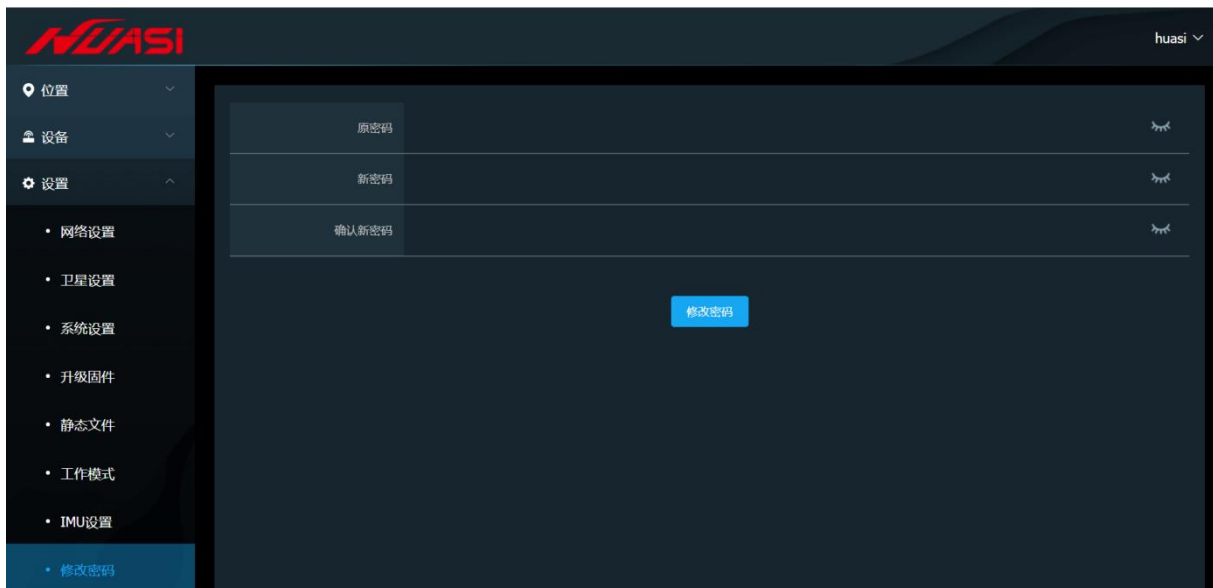 HUASI
huasi
位置
设备
设置
• 网络设置
• 卫星设置
• 系统设置
• 升级固件
• 静态文件
• 工作模式
• IMU设置
• 修改密码
原密码
新密码
确认新密码
修改密码